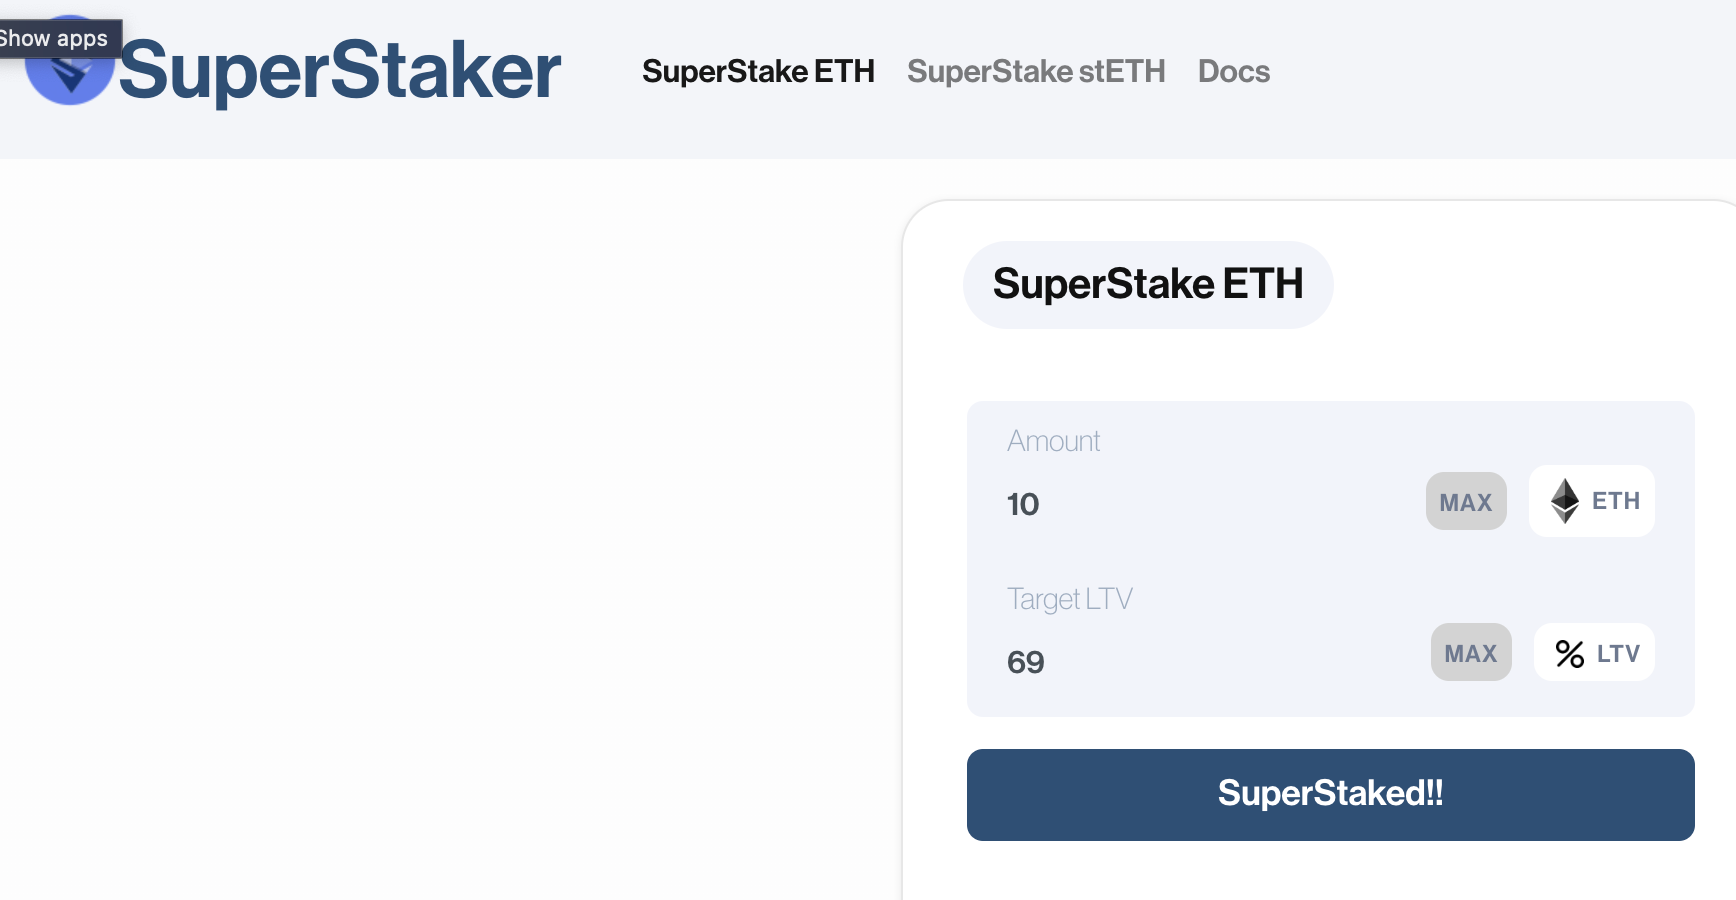 Show apps
SuperStaker
SuperStake ETH
SuperStake stETH
Docs
SuperStake ETH
Amount
10
MAX
ETH
Target LTV
69
MAX
% LTV
SuperStaked!!